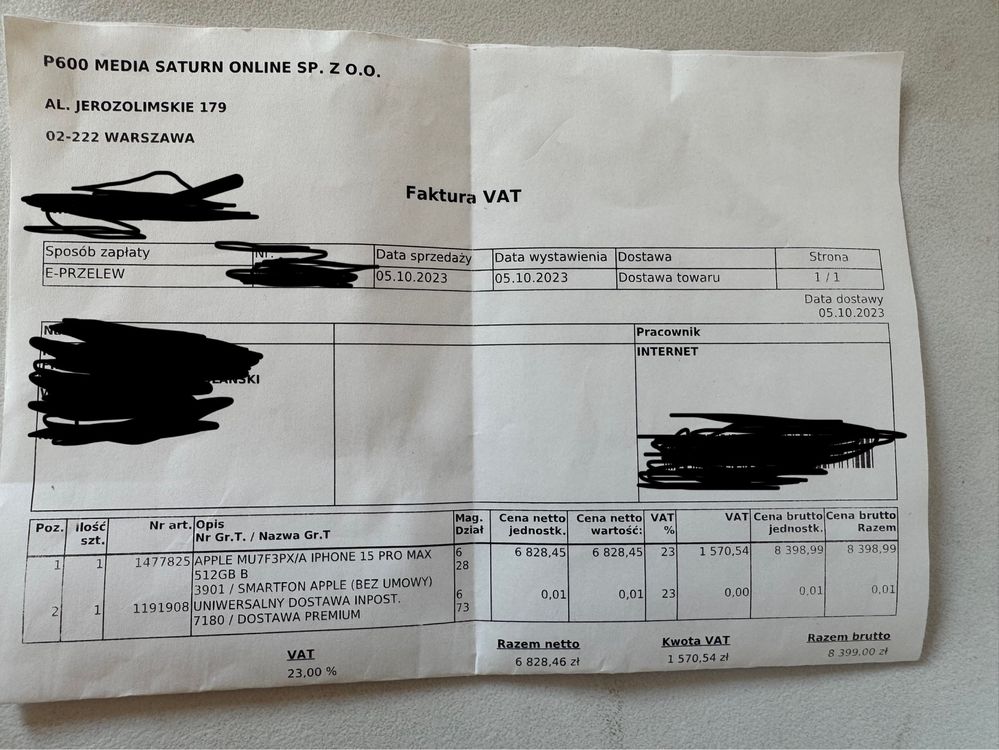 P600 MEDIA SATURN ONLINE SP. Z O.O.
AL. JEROZOLIMSKIE 179
02-222 WARSZAWA
Faktura VAT
Sposób zapłaty Nr. Data sprzedaży Data wystawienia Dostawa Strona
E-PRZELEW 05.10.2023 05.10.2023 Dostawa towaru 1 / 1
Data dostawy
05.10.2023
Pracownik
INTERNET
Poz. ilość szt. Nr art. Opis Nr Gr.T. / Nazwa Gr.T Mag. Dział Cena netto jednostk. Cena netto wartość: VAT % VAT Cena brutto jednostk. Cena brutto Razem
1 1 1477825 APPLE MU7F3PX/A IPHONE 15 PRO MAX 6 6 828,45 6 828,45 23 1 570,54 8 398,99 8 398,99
512GB B 28
3901 / SMARTFON APPLE (BEZ UMOWY)
2 1 1191908 UNIWERSALNY DOSTAWA INPOST. 6 0,01 0,01 23 0,00 0,01 0,01
7180 / DOSTAWA PREMIUM 73
VAT Razem netto Kwota VAT Razem brutto
23,00 % 6 828,46 zł 1 570,54 zł 8 399,00 zł